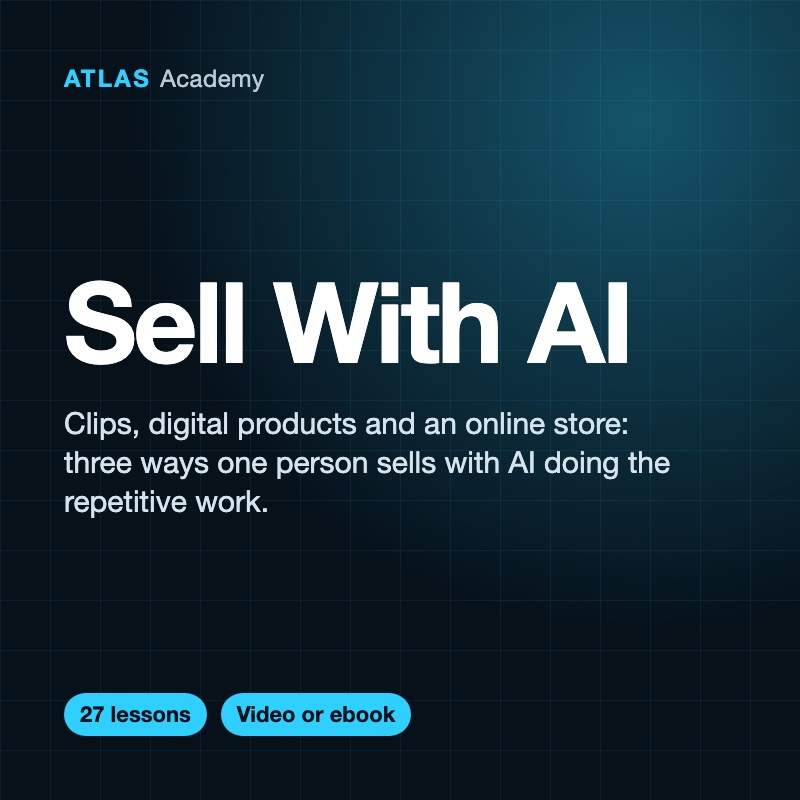 ATLAS Academy
Sell With AI
Clips, digital products and an online store:
three ways one person sells with AI doing the
repetitive work.
27 lessons
Video or ebook